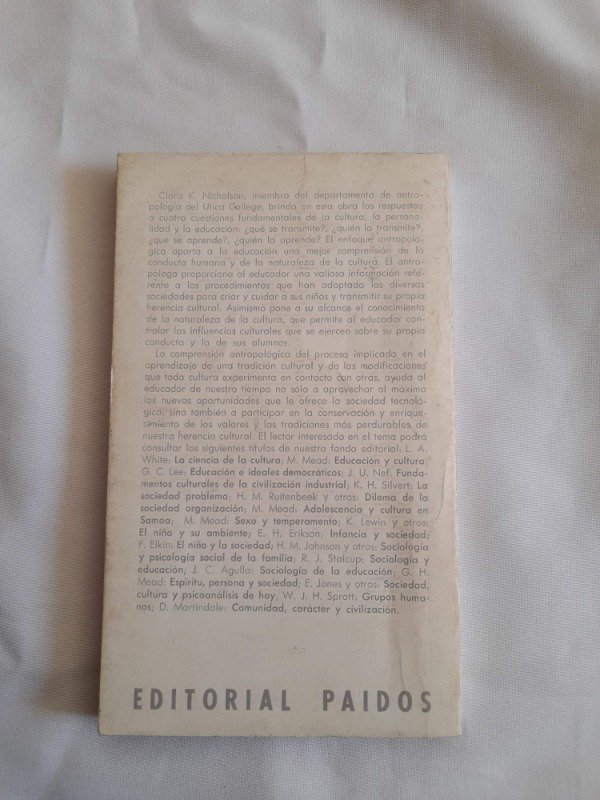 Clara K. Nicholson, miembro del departamento de antro-
pología del Utica Gollege, brinda en esta obra las respuestas
a cuatro cuestiones fundamentales de la cultura, la persona-
lidad y la educación: ¿qué se transmite?, ¿quién lo transmite?,
¿qué se aprende?, ¿quién lo aprende? El enfoque antropoló-
gico aporta a la educación una mejor comprensión de la
conducta humana y de la naturaleza de la cultura. El antro-
pólogo proporciona al educador una valiosa información refe-
rente a los procedimientos que han adoptado las diversas
sociedades para criar y cuidar a sus niños y transmitir su propia
herencia cultural. Asimismo pone a su alcance el conocimiento
de la naturaleza de la cultura, que permite al educador con-
trolar las influencias culturales que se ejercen sobre su propia
conducta y la de sus alumnos.
La comprensión antropológica del proceso implicado en el
aprendizaje de una tradición cultural y de las modificaciones
que toda cultura experimenta en contacto con otras, ayuda al
educador de nuestro tiempo no sólo a aprovechar al máximo
las nuevas oportunidades que le ofrece la sociedad tecnoló-
gica, sino también a participar en la conservación y enrique-
cimiento de los valores y las tradiciones más perdurables de
nuestra herencia cultural. El lector interesado en el tema podrá
consultar los siguientes títulos de nuestro fondo editorial: L. A.
White: La ciencia de la cultura; M. Mead: Educación y cultura;
G. C. Lee: Educación e ideales democráticos; J. U. Nef: Funda-
mentos culturales de la civilización industrial; K. H. Silvert: La
sociedad problema; H. M. Ruitenbeek y otros: Dilema de la
sociedad organización; M. Mead: Adolescencia y cultura en
Samoa; M. Mead: Sexo y temperamento; K. Lewin y otros:
El niño y su ambiente; E. H. Erikson: Infancia y sociedad;
F. Elkin: El niño y la sociedad; H. M. Johnson y otros: Sociología
y psicología social de la familia; R. J. Stalcup: Sociología y
educación; J. C. Agulla: Sociología de la educación; G. H.
Mead: Espíritu, persona y sociedad; E. Jones y otros: Sociedad,
cultura y psicoanálisis de hoy; W. J. H. Sprott: Grupos huma-
nos; D. Martindale: Comunidad, carácter y civilización.
EDITORIAL PAIDOS